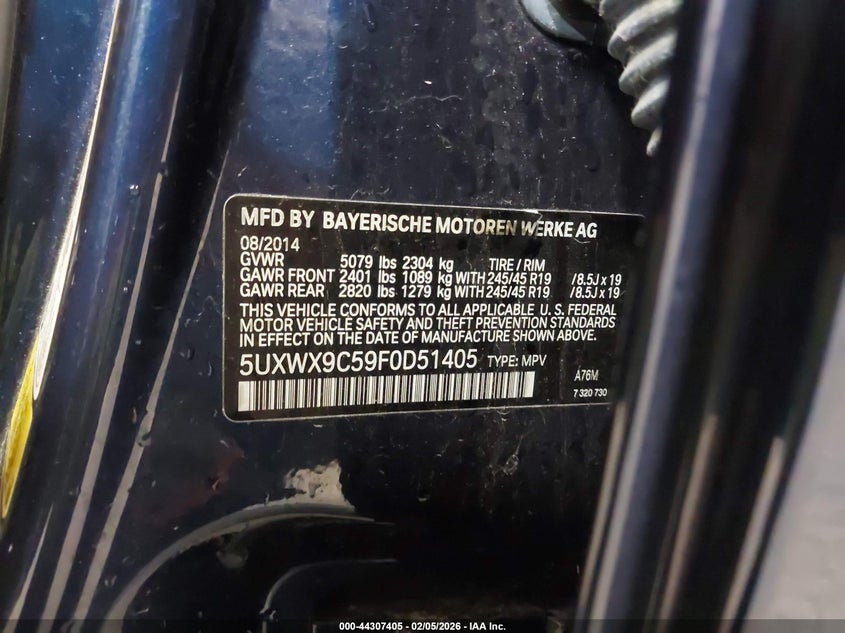 MFD BY BAYERISCHE MOTOREN WERKE AG
08/2014
GVWR 5079 lbs 2304 kg TIRE / RIM
GAWR FRONT 2401 lbs 1089 kg WITH 245/45 R19 /8.5J x 19
GAWR REAR 2820 lbs 1279 kg WITH 245/45 R19 /8.5J x 19
THIS VEHICLE CONFORMS TO ALL APPLICABLE U. S. FEDERAL
MOTOR VEHICLE SAFETY AND THEFT PREVENTION STANDARDS
IN EFFECT ON THE DATE OF MANUFACTURE SHOWN ABOVE.
5UXWX9C59F0D51405 TYPE: MPV
A76M
7 320 730
000-44307405 - 02/05/2026 - IAA Inc.